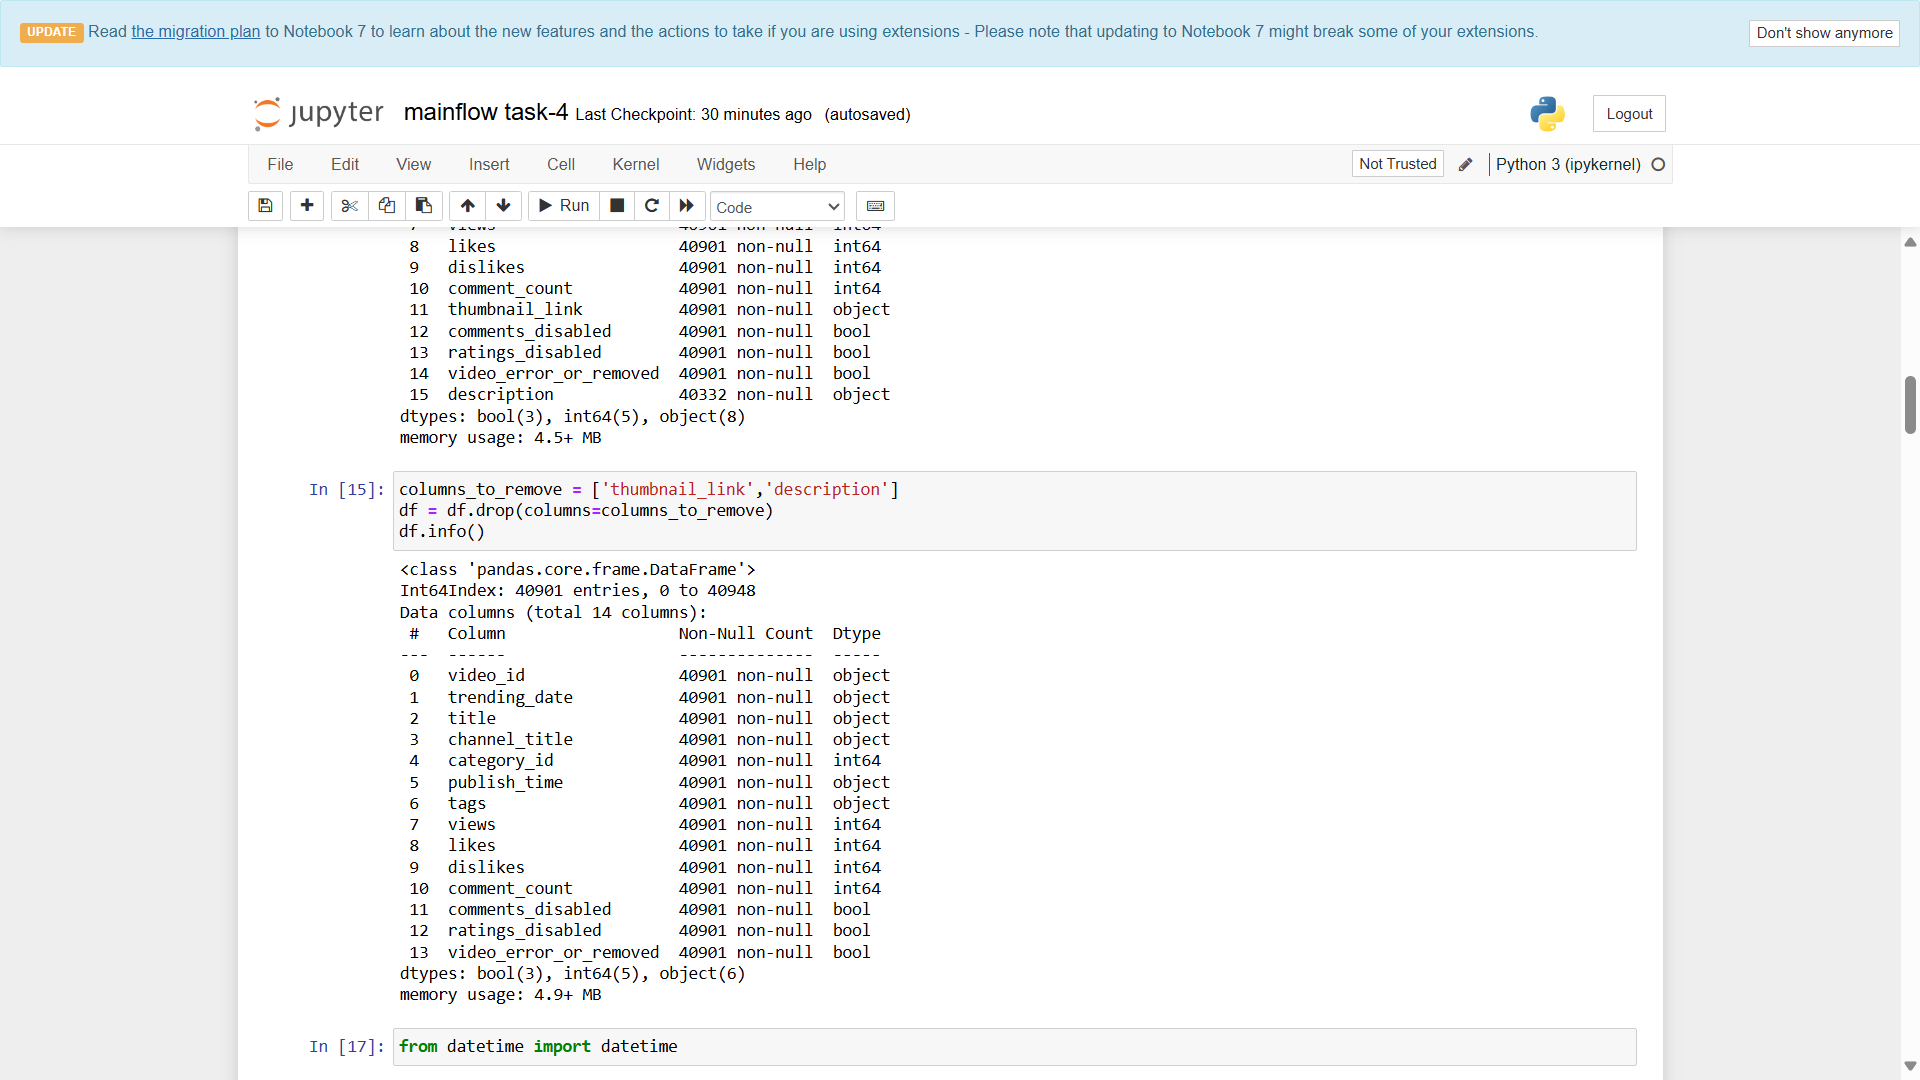 UPDATE Read the migration plan to Notebook 7 to learn about the new features and the actions to take if you are using extensions - Please note that updating to Notebook 7 might break some of your extensions.
Don't show anymore
jupyter mainflow task-4 Last Checkpoint: 30 minutes ago (autosaved)
Logout
File Edit View Insert Cell Kernel Widgets Help
Not Trusted Python 3 (ipykernel)
Run Code
8 likes 40901 non-null int64
9 dislikes 40901 non-null int64
10 comment_count 40901 non-null int64
11 thumbnail_link 40901 non-null object
12 comments_disabled 40901 non-null bool
13 ratings_disabled 40901 non-null bool
14 video_error_or_removed 40901 non-null bool
15 description 40332 non-null object
dtypes: bool(3), int64(5), object(8)
memory usage: 4.5+ MB
In [15]: columns_to_remove = ['thumbnail_link','description']
df = df.drop(columns=columns_to_remove)
df.info()
<class 'pandas.core.frame.DataFrame'>
Int64Index: 40901 entries, 0 to 40948
Data columns (total 14 columns):
# Column Non-Null Count Dtype
--- ------ -------------- -----
0 video_id 40901 non-null object
1 trending_date 40901 non-null object
2 title 40901 non-null object
3 channel_title 40901 non-null object
4 category_id 40901 non-null int64
5 publish_time 40901 non-null object
6 tags 40901 non-null object
7 views 40901 non-null int64
8 likes 40901 non-null int64
9 dislikes 40901 non-null int64
10 comment_count 40901 non-null int64
11 comments_disabled 40901 non-null bool
12 ratings_disabled 40901 non-null bool
13 video_error_or_removed 40901 non-null bool
dtypes: bool(3), int64(5), object(6)
memory usage: 4.9+ MB
In [17]: from datetime import datetime